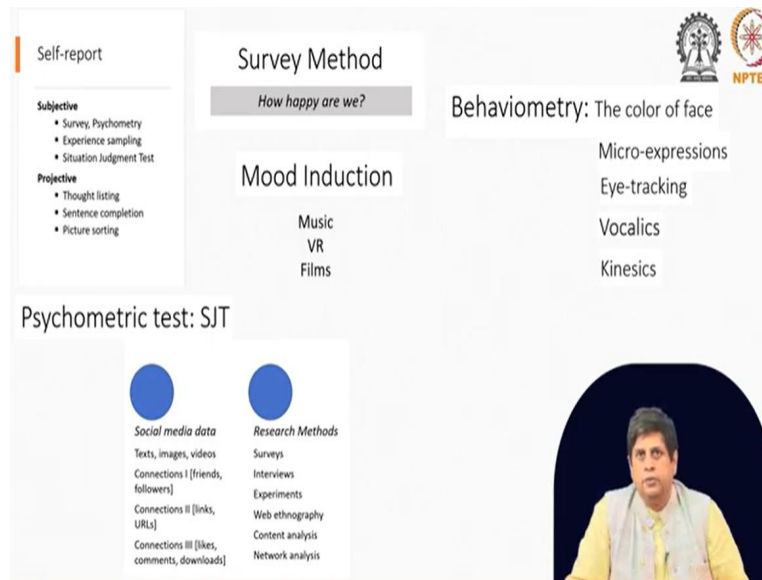 Self-report
Subjective
• Survey, Psychometry
• Experience sampling
• Situation Judgment Test
Projective
• Thought listing
• Sentence completion
• Picture sorting
Survey Method
How happy are we?
Mood Induction
Music
VR
Films
NPTE
Behaviometry: The color of face
Micro-expressions
Eye-tracking
Vocalics
Kinesics
Psychometric test: SJT
Social media data
Texts, images, videos
Connections I [friends,
followers]
Connections II [links,
URLs]
Connections III [likes,
comments, downloads]
Research Methods
Surveys
Interviews
Experiments
Web ethnography
Content analysis
Network analysis